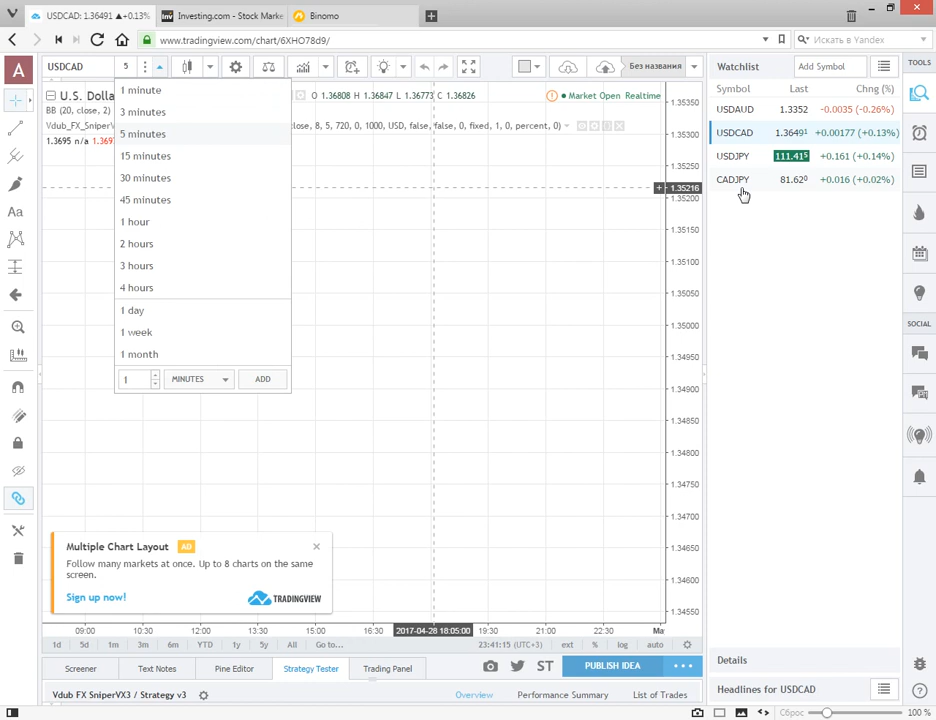 USDCAD: 1.36491 ▲+0.13%
Investing.com - Stock Marke
Binomo
www.tradingview.com/chart/6XHO78d9/
Искать в Yandex
A
USDCAD
5
Без названия
Watchlist
Add Symbol
TOOLS
1 minute
3 minutes
5 minutes
15 minutes
30 minutes
45 minutes
1 hour
2 hours
3 hours
4 hours
1 day
1 week
1 month
1
MINUTES
ADD
U.S. Dolla
O 1.36808 H 1.36847 L 1.36773 C 1.36826
Market Open Realtime
BB (20, close, 2)
Vdub_FX_SniperV
close, 8, 5, 720, 0, 1000, USD, false, false, 0, fixed, 1, 0, percent, 0)
1.3695 n/a 1.369
1.35350
1.35300
1.35250
1.35216
1.35200
1.35150
1.35100
1.35050
1.35000
1.34950
1.34900
1.34850
1.34800
1.34750
1.34700
1.34650
1.34600
1.34550
Symbol Last Chng (%)
USDAUD 1.3352 -0.0035 (-0.26%)
USDCAD 1.36491 +0.00177 (+0.13%)
USDJPY 111.415 +0.161 (+0.14%)
CADJPY 81.620 +0.016 (+0.02%)
SOCIAL
Multiple Chart Layout AD
Follow many markets at once. Up to 8 charts on the same
screen.
Sign up now!
TRADINGVIEW
09:00 10:30 12:00 13:30 15:00 16:30 2017-04-28 18:05:00 19:30 21:00 22:30 Ма
1d 5d 1m 3m 6m YTD 1y 5y All Go to... 23:41:15 (UTC+3) ext % log auto
Screener Text Notes Pine Editor Strategy Tester Trading Panel
ST PUBLISH IDEA
Details
Vdub FX SniperVX3 / Strategy v3
Overview Performance Summary List of Trades
Headlines for USDCAD
Сброс 100 %